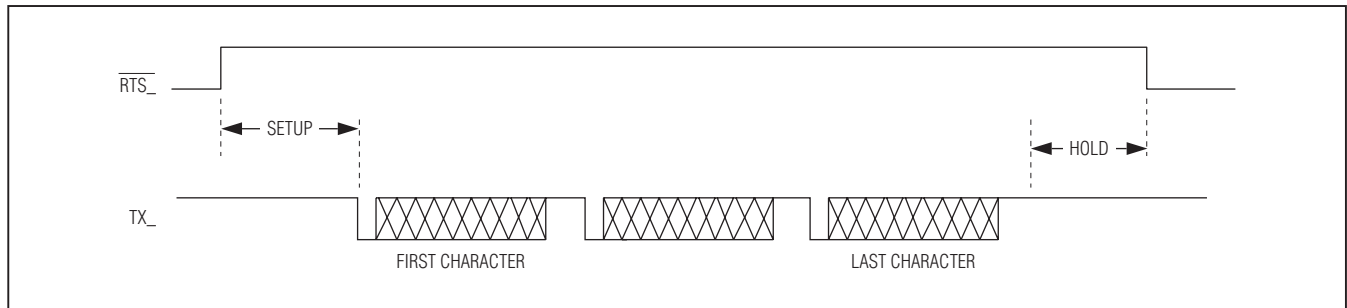 RTS_
SETUP
HOLD
TX_
FIRST CHARACTER
LAST CHARACTER